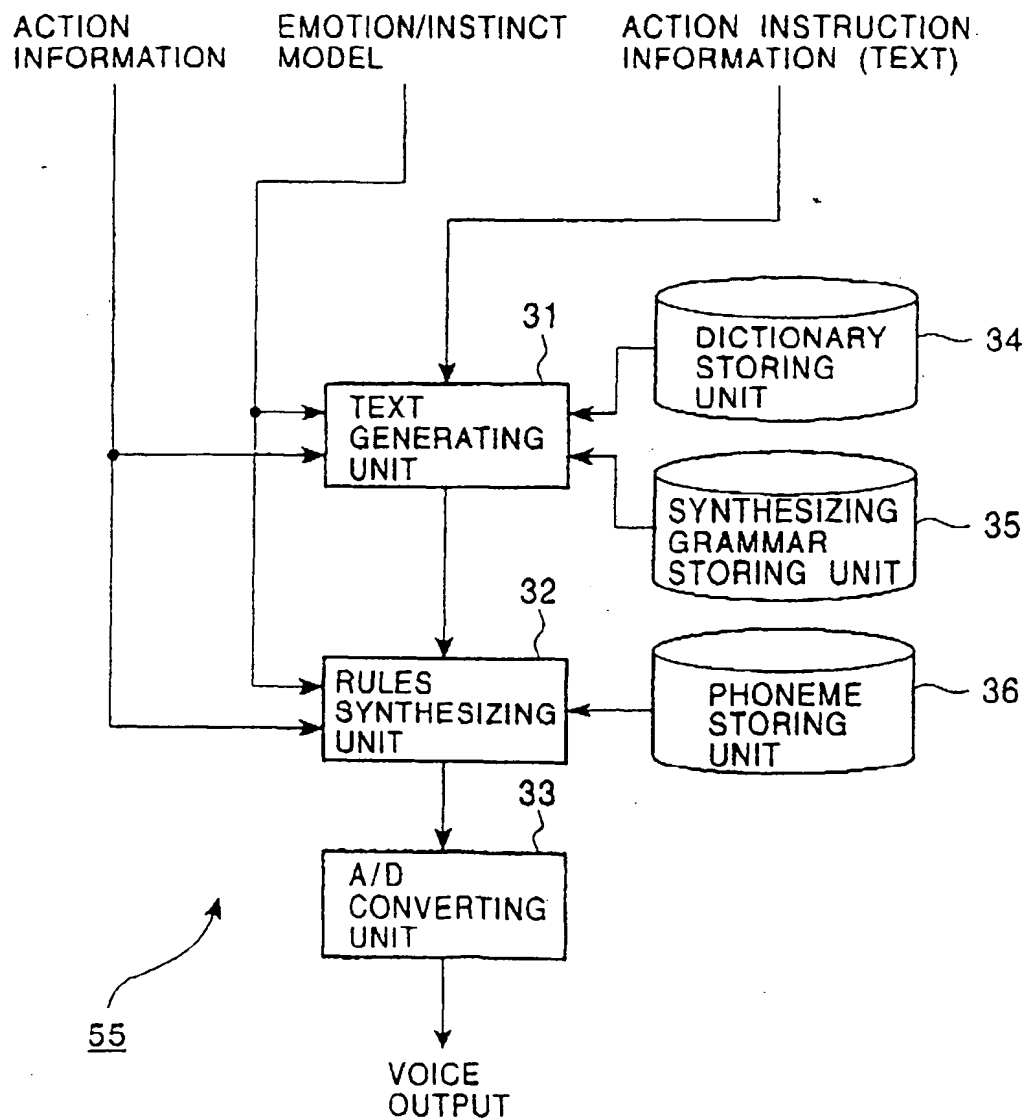 ACTION
INFORMATION
EMOTION/INSTINCT
MODEL
ACTION INSTRUCTION
INFORMATION (TEXT)
31
TEXT
GENERATING
UNIT
DICTIONARY
STORING
UNIT
34
SYNTHESIZING
GRAMMAR
STORING UNIT
35
32
RULES
SYNTHESIZING
UNIT
PHONEME
STORING
UNIT
36
33
A/D
CONVERTING
UNIT
55
VOICE
OUTPUT